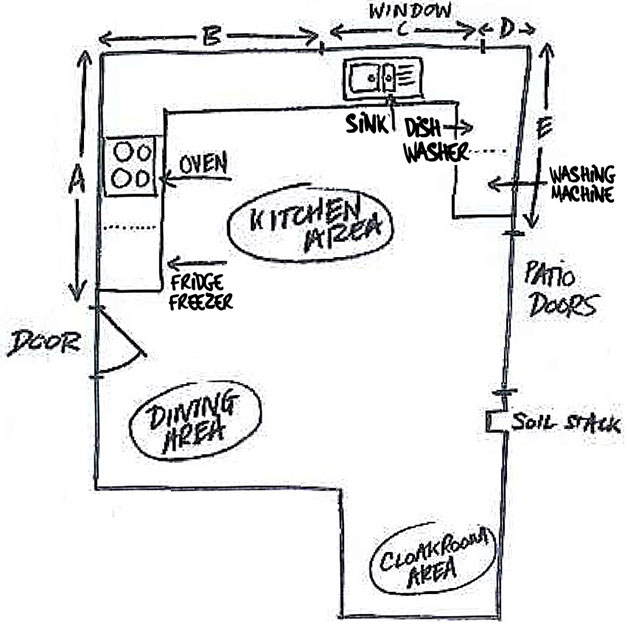 WINDOW
B
C
D
A
E
SINK
DISH
WASHER
OVEN
WASHING
MACHINE
KITCHEN
AREA
FRIDGE
FREEZER
PATIO
DOORS
DOOR
DINING
AREA
SOIL STACK
CLOAKROOM
AREA